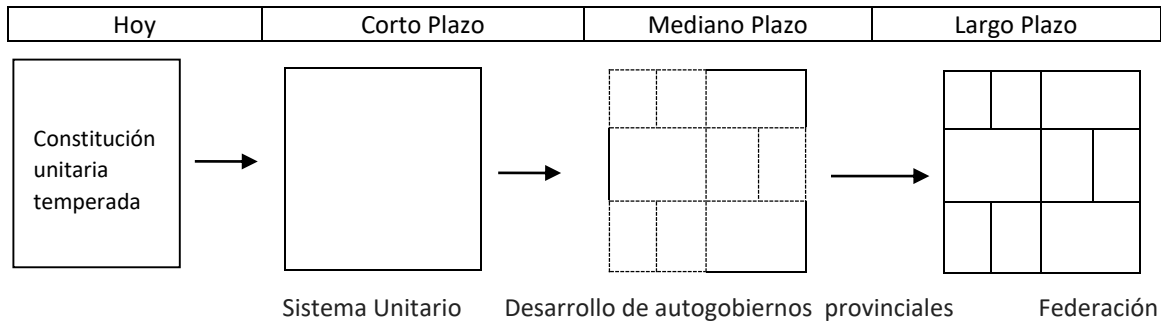 Hoy Corto Plazo Mediano Plazo Largo Plazo
Constitución
unitaria
temperada
Sistema Unitario Desarrollo de autogobiernos provinciales Federación